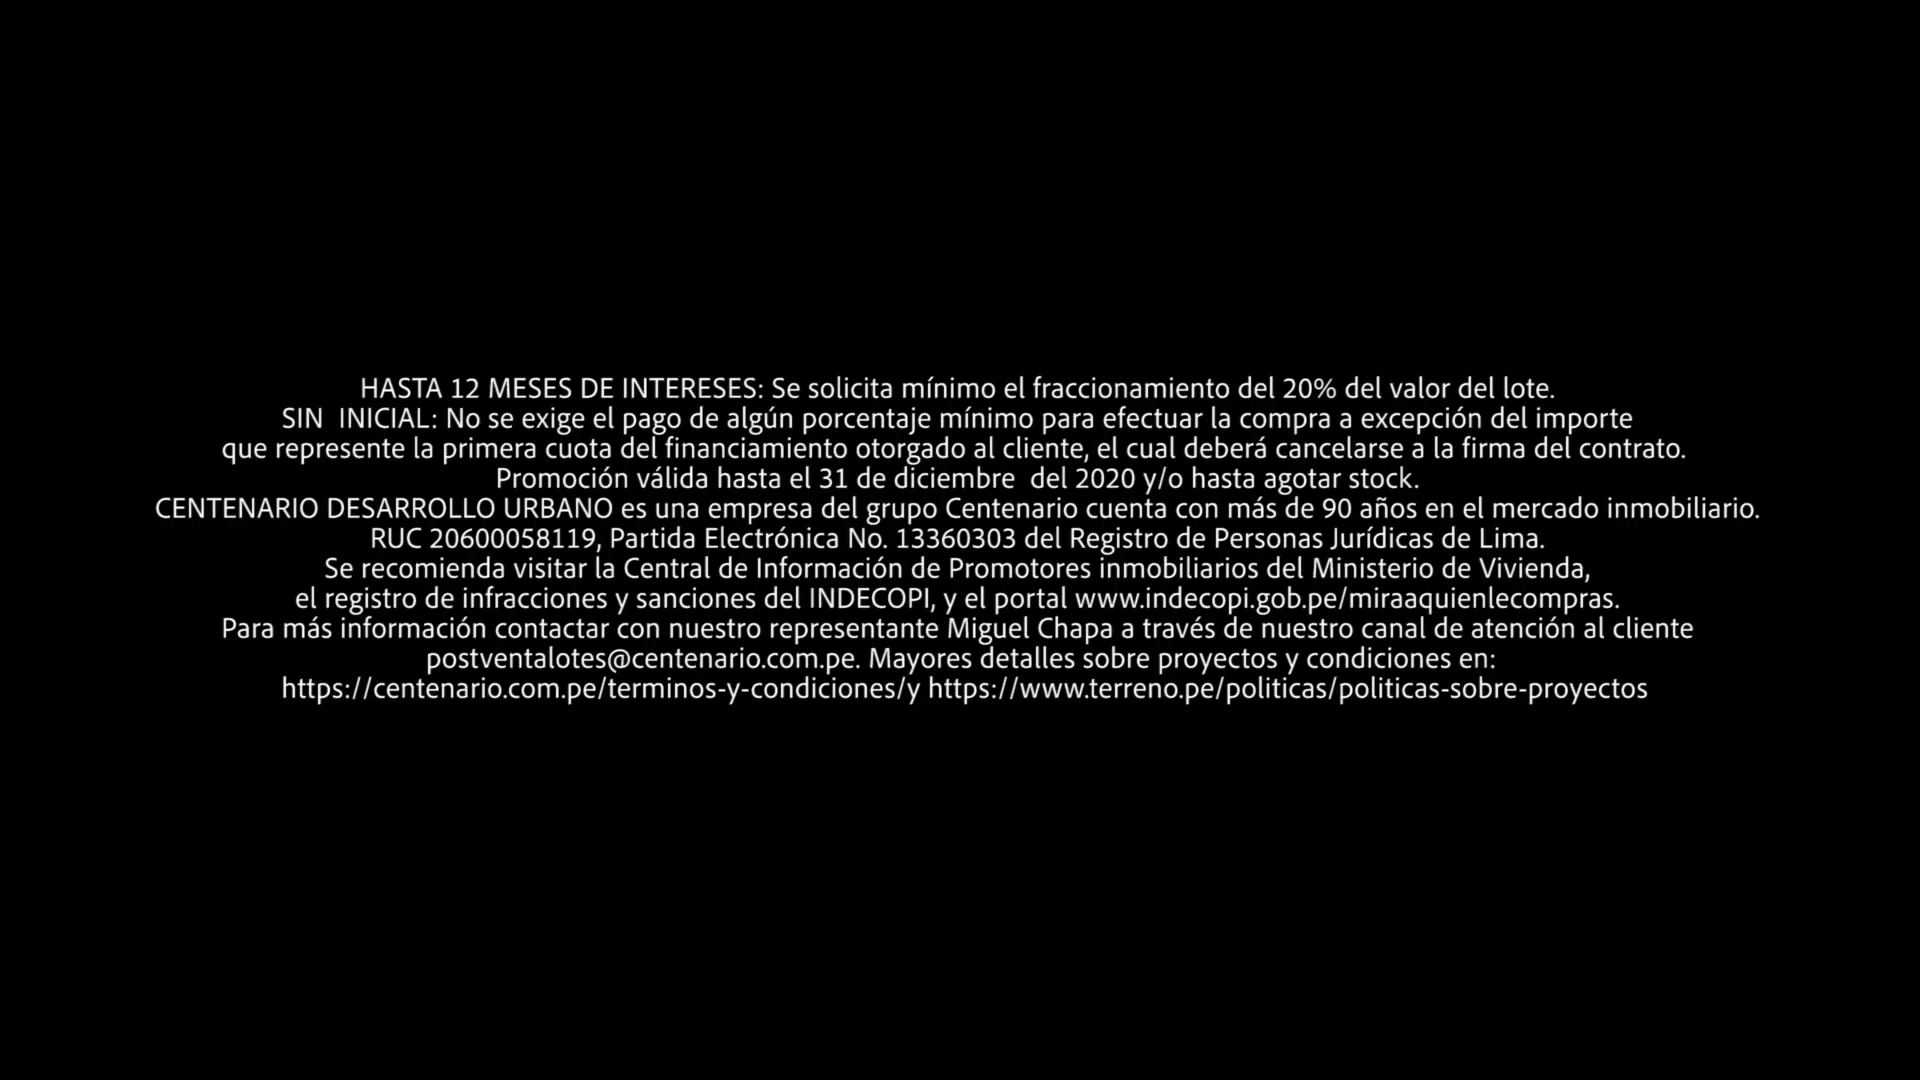 HASTA 12 MESES DE INTERESES: Se solicita mínimo el fraccionamiento del 20% del valor del lote.
SIN  INICIAL: No se exige el pago de algún porcentaje mínimo para efectuar la compra a excepción del importe
que represente la primera cuota del financiamiento otorgado al cliente, el cual deberá cancelarse a la firma del contrato.
Promoción válida hasta el 31 de diciembre  del 2020 y/o hasta agotar stock.
CENTENARIO DESARROLLO URBANO es una empresa del grupo Centenario cuenta con más de 90 años en el mercado inmobiliario.
RUC 20600058119, Partida Electrónica No. 13360303 del Registro de Personas Jurídicas de Lima.
Se recomienda visitar la Central de Información de Promotores inmobiliarios del Ministerio de Vivienda,
el registro de infracciones y sanciones del INDECOPI, y el portal www.indecopi.gob.pe/miraaquienlecompras.
Para más información contactar con nuestro representante Miguel Chapa a través de nuestro canal de atención al cliente
postventalotes@centenario.com.pe. Mayores detalles sobre proyectos y condiciones en:
https://centenario.com.pe/terminos-y-condiciones/y https://www.terreno.pe/politicas/politicas-sobre-proyectos